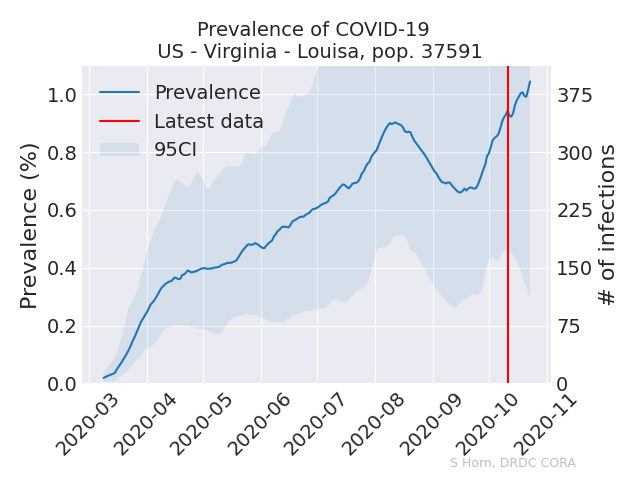 Prevalence of COVID-19
US - Virginia - Louisa, pop. 37591
Prevalence
Latest data
95CI
Prevalence (%)
1.0
0.8
0.6
0.4
0.2
0.0
375
300
225
150
75
0
# of infections
2020-03
2020-04
2020-05
2020-06
2020-07
2020-08
2020-09
2020-10
2020-11
S Horn, DRDC CORA